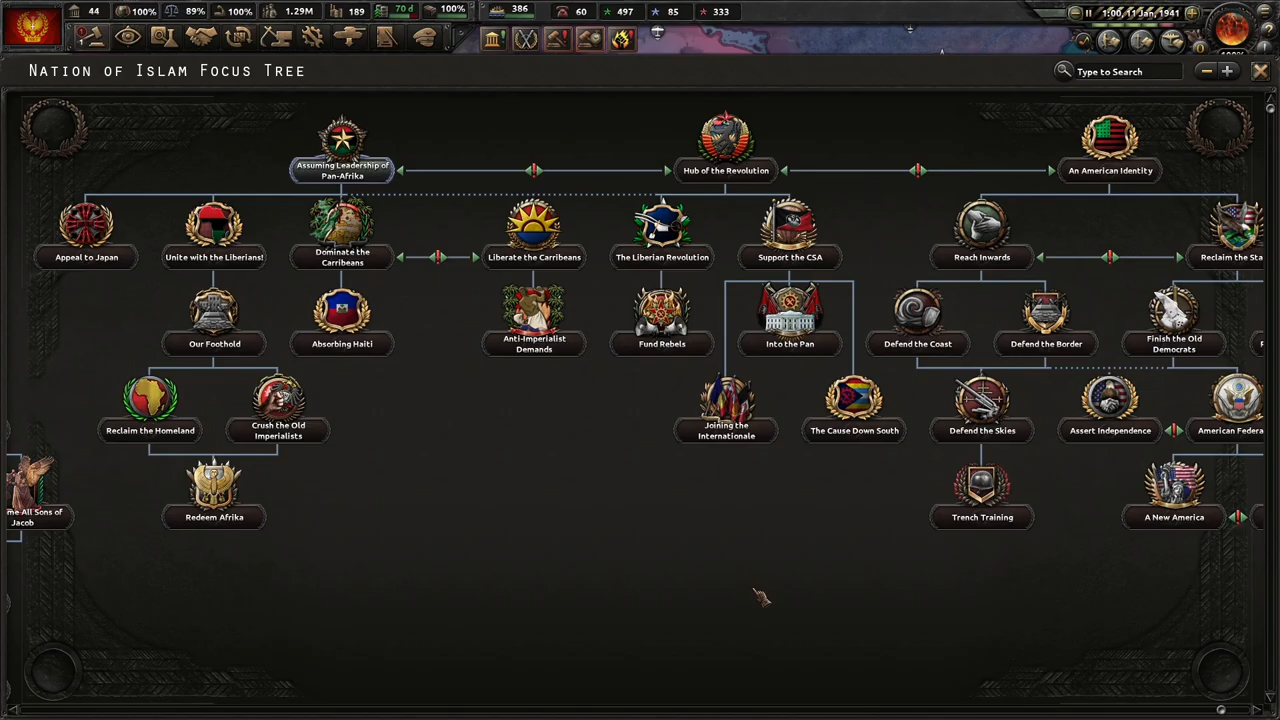 44
100%
89%
100%
1.29M
189
70 d
100%
386
60
497
85
333
1:00, 11 Jan, 1941
100%
Nation of Islam Focus Tree
Type to Search
Assuming Leadership of
Pan-Afrika
Hub of the Revolution
An American Identity
Appeal to Japan
Unite with the Liberians!
Dominate the
Carribeans
Liberate the Carribeans
The Liberian Revolution
Support the CSA
Reach Inwards
Reclaim the Sta
Our Foothold
Absorbing Haiti
Anti-Imperialist
Demands
Fund Rebels
Into the Pan
Defend the Coast
Defend the Border
Finish the Old
Democrats
Reclaim the Homeland
Crush the Old
Imperialists
Joining the
Internationale
The Cause Down South
Defend the Skies
Assert Independence
American Federa
me All Sons of
Jacob
Redeem Afrika
Trench Training
A New America